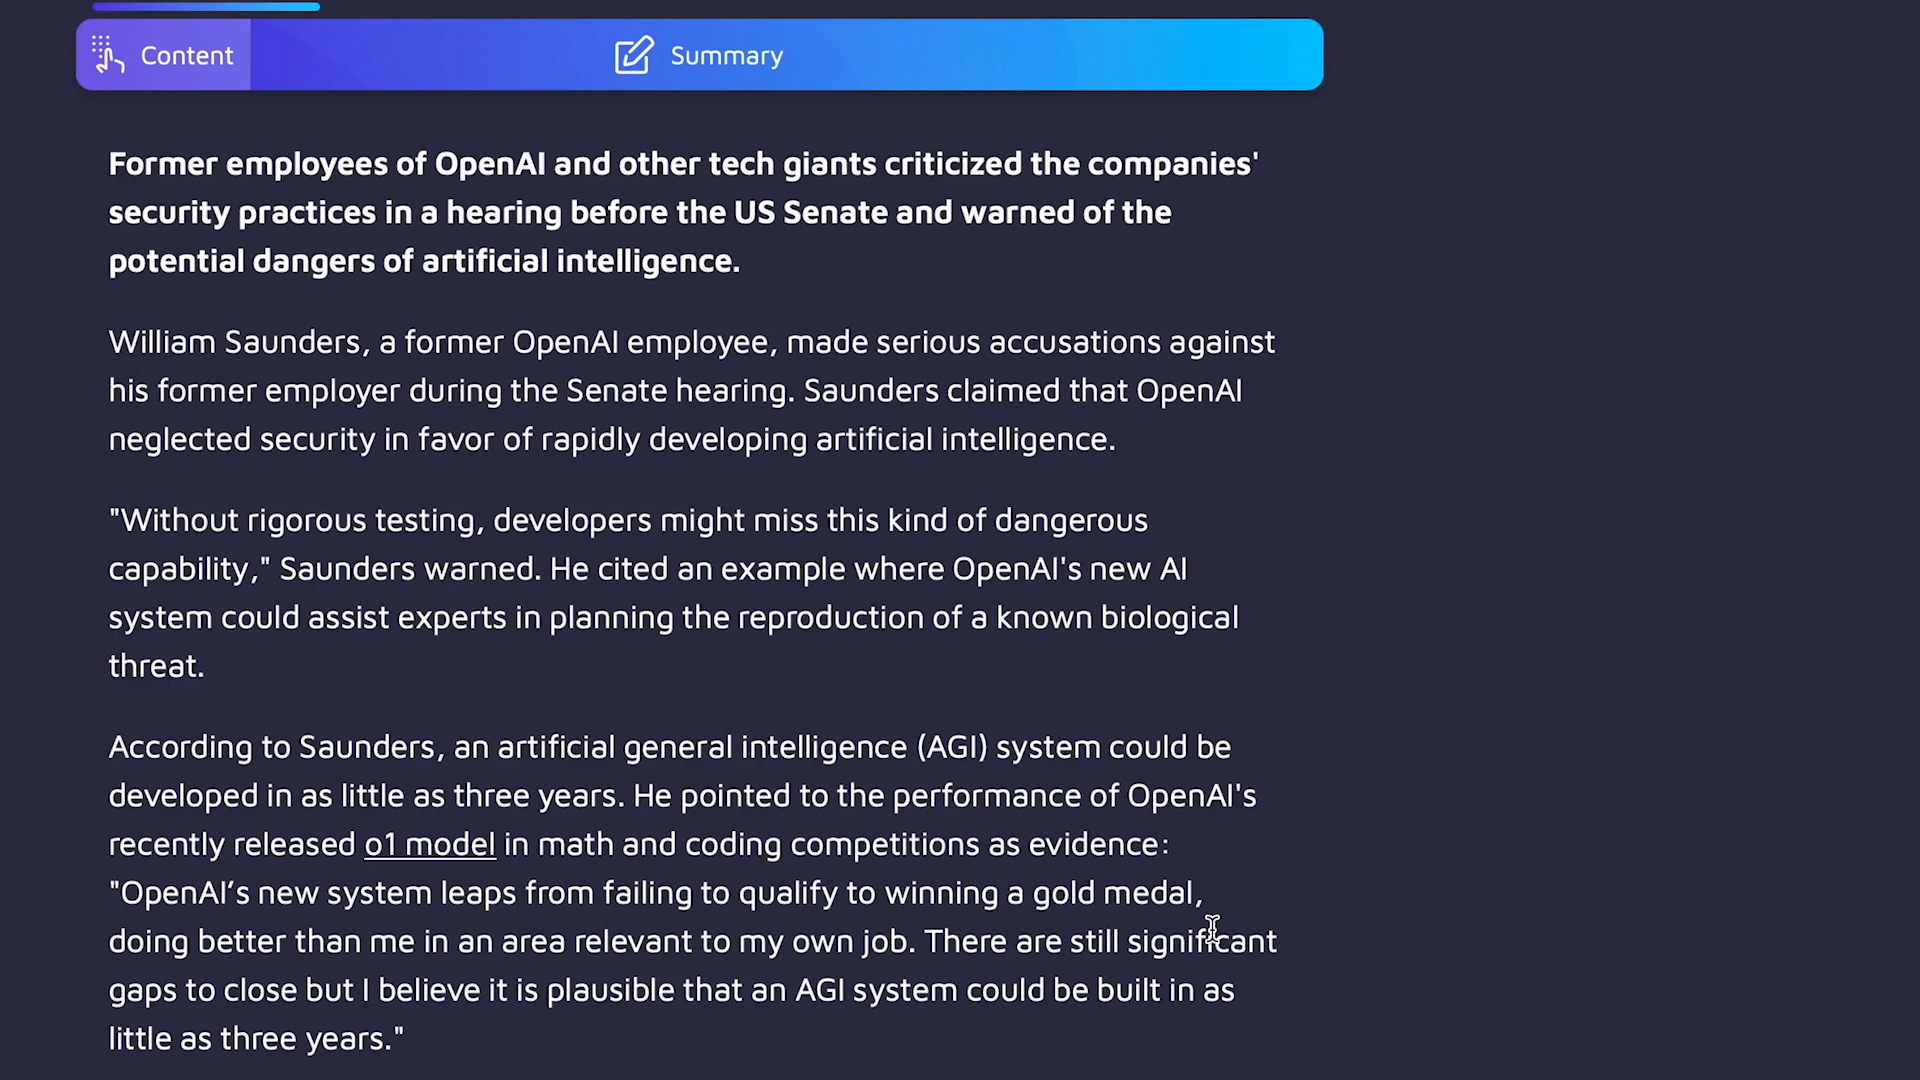 Content
Summary
Former employees of OpenAI and other tech giants criticized the companies'
security practices in a hearing before the US Senate and warned of the
potential dangers of artificial intelligence.
William Saunders, a former OpenAI employee, made serious accusations against
his former employer during the Senate hearing. Saunders claimed that OpenAI
neglected security in favor of rapidly developing artificial intelligence.
"Without rigorous testing, developers might miss this kind of dangerous
capability," Saunders warned. He cited an example where OpenAI's new AI
system could assist experts in planning the reproduction of a known biological
threat.
According to Saunders, an artificial general intelligence (AGI) system could be
developed in as little as three years. He pointed to the performance of OpenAI's
recently released o1 model in math and coding competitions as evidence:
"OpenAI’s new system leaps from failing to qualify to winning a gold medal,
doing better than me in an area relevant to my own job. There are still significant
gaps to close but I believe it is plausible that an AGI system could be built in as
little as three years."